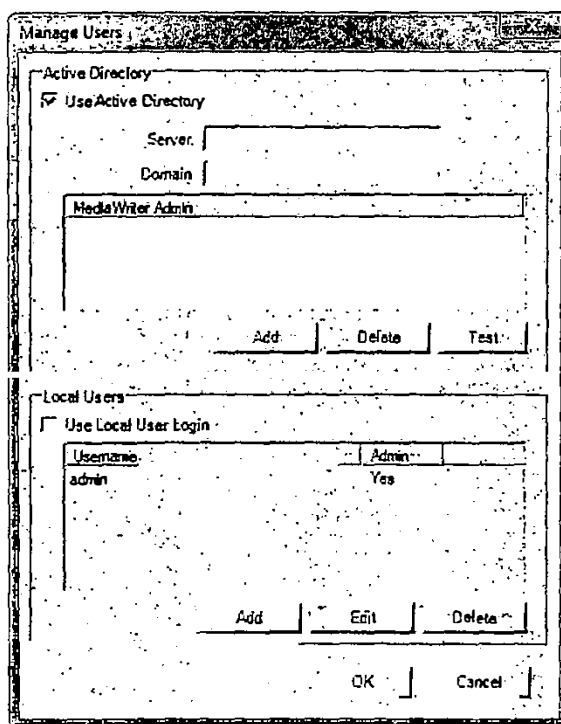 Manage Users
Active Directory
Use Active Directory
Server:
Domain
MediaWriter Admin
Add Delete Test
Local Users
Use Local User Login
Username Admin
admin Yes
Add Edit Delete
OK Cancel